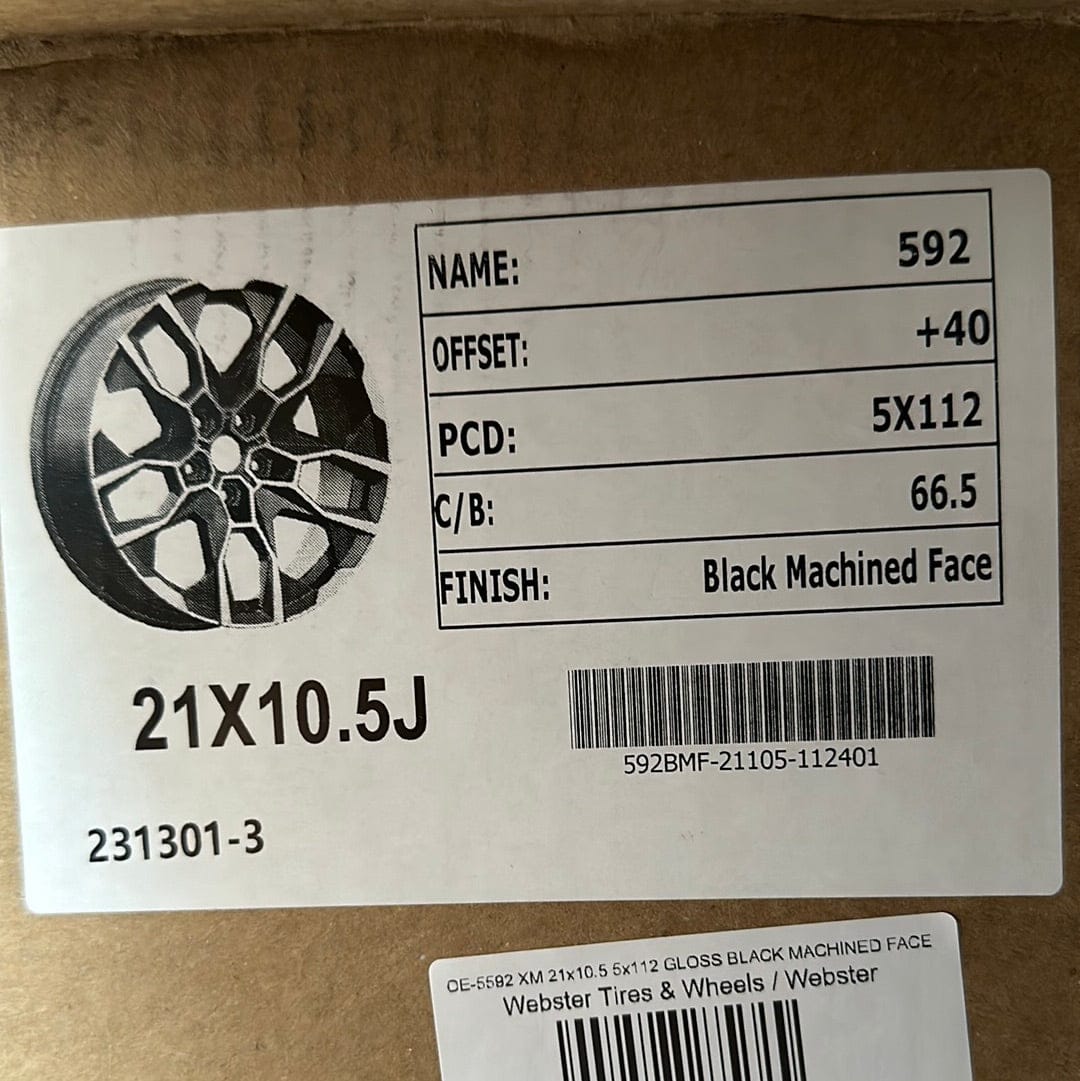 NAME: 592
OFFSET: +40
PCD: 5X112
C/B: 66.5
FINISH: Black Machined Face
21X10.5J
592BMF-21105-112401
231301-3
OE-5592 XM 21x10.5 5x112 GLOSS BLACK MACHINED FACE
Webster Tires & Wheels / Webster